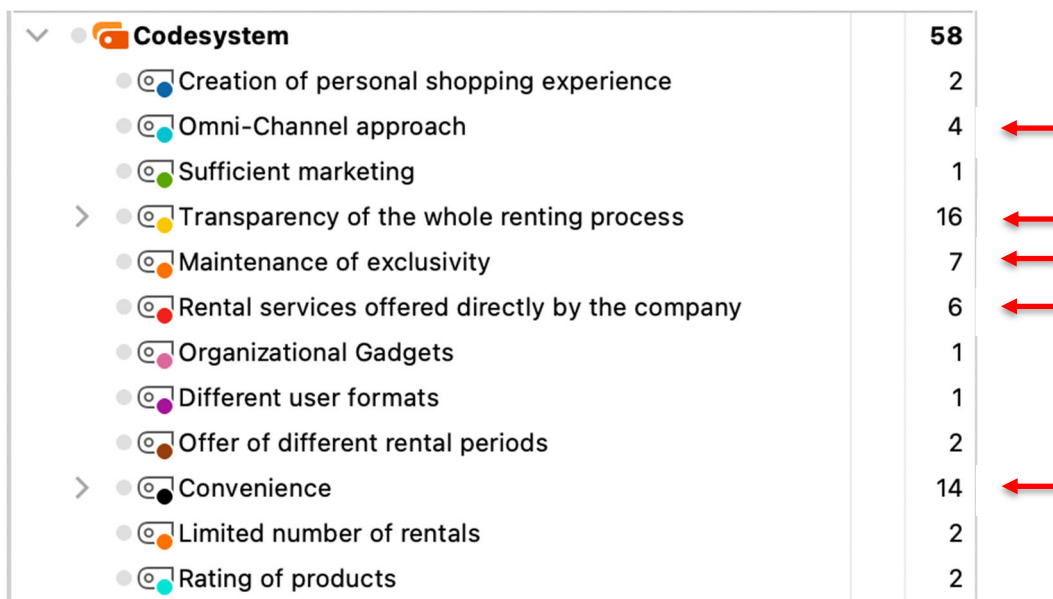 Codesystem 58
Creation of personal shopping experience 2
Omni-Channel approach 4
Sufficient marketing 1
Transparency of the whole renting process 16
Maintenance of exclusivity 7
Rental services offered directly by the company 6
Organizational Gadgets 1
Different user formats 1
Offer of different rental periods 2
Convenience 14
Limited number of rentals 2
Rating of products 2